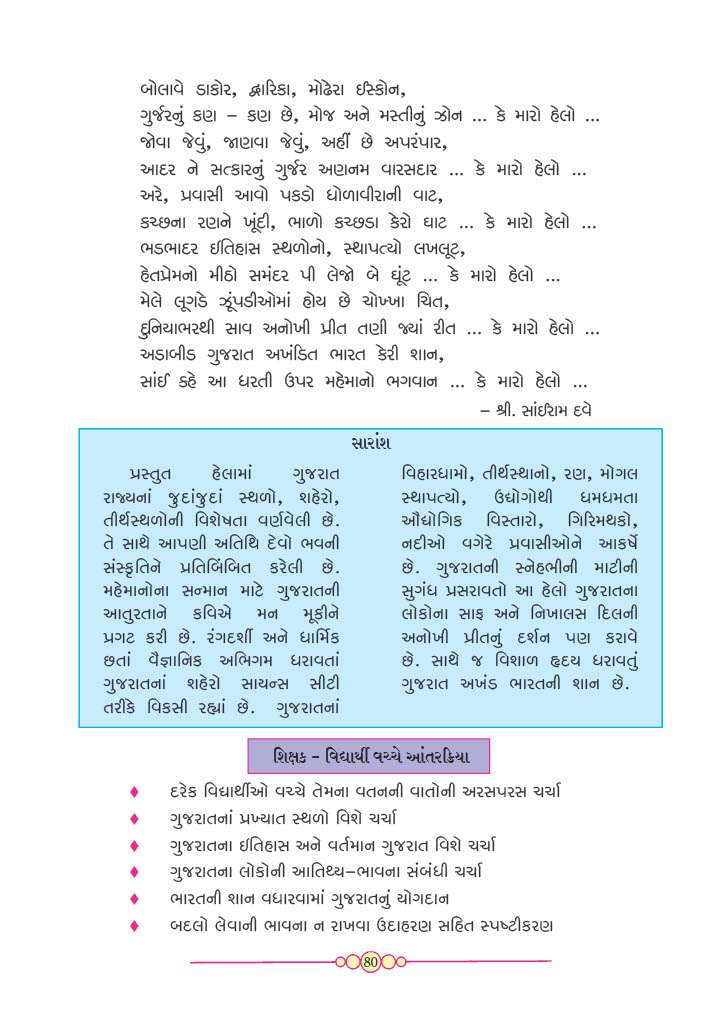 બોલાવે ડાકોર, દ્વારિકા, મોઢેરા ઈસ્કોન,
ગુર્જરનું કણ – કણ છે, મોજ અને મસ્તીનું ઝોન ... કે મારો હેલો ...
જોવા જેવું, જાણવા જેવું, અહીં છે અપરંપાર,
આદર ને સત્કારનું ગુર્જર અણનમ વારસદાર ... કે મારો હેલો ...
અરે, પ્રવાસી આવો પકડો ધોળાવીરાની વાટ,
કચ્છના રણને ખૂંદી, ભાળો કચ્છડા કેરો ઘાટ ... કે મારો હેલો ...
ભડભાદર ઈતિહાસ સ્થળોનો, સ્થાપત્યો લખલૂટ,
હેતપ્રેમનો મીઠો સમંદર પી લેજો બે ઘૂંટ ... કે મારો હેલો ...
મેલે લૂગડે ઝૂંપડીઓમાં હોય છે ચોખ્ખા ચિત,
દુનિયાભરથી સાવ અનોખી પ્રીત તણી જ્યાં રીત ... કે મારો હેલો ...
અડાબીડ ગુજરાત અખંડિત ભારત કેરી શાન,
સાંઈ ક્હે આ ધરતી ઉપર મહેમાનો ભગવાન ... કે મારો હેલો ...
– શ્રી. સાંઈરામ દવે
સારાંશ
પ્રસ્તુત હેલામાં ગુજરાત
રાજ્યનાં જુદાંજુદાં સ્થળો, શહેરો,
તીર્થસ્થળોની વિશેષતા વર્ણવેલી છે.
તે સાથે આપણી અતિથિ દેવો ભવની
સંસ્કૃતિને પ્રતિબિંબિત કરેલી છે.
મહેમાનોના સન્માન માટે ગુજરાતની
આતુરતાને કવિએ મન મૂકીને
પ્રગટ કરી છે. રંગદર્શી અને ધાર્મિક
છતાં વૈજ્ઞાનિક અભિગમ ધરાવતાં
ગુજરાતનાં શહેરો સાયન્સ સીટી
તરીકે વિકસી રહ્યાં છે. ગુજરાતનાં
વિહારધામો, તીર્થસ્થાનો, રણ, મોગલ
સ્થાપત્યો, ઉદ્યોગોથી ધમધમતા
ઔદ્યોગિક વિસ્તારો, ગિરિમથકો,
નદીઓ વગેરે પ્રવાસીઓને આકર્ષે
છે. ગુજરાતની સ્નેહભીની માટીની
સુગંધ પ્રસરાવતો આ હેલો ગુજરાતના
લોકોના સાફ અને નિખાલસ દિલની
અનોખી પ્રીતનું દર્શન પણ કરાવે
છે. સાથે જ વિશાળ હૃદય ધરાવતું
ગુજરાત અખંડ ભારતની શાન છે.
શિક્ષક - વિદ્યાર્થી વચ્ચે આંતરક્રિયા
♦ દરેક વિદ્યાર્થીઓ વચ્ચે તેમના વતનની વાતોની અરસપરસ ચર્ચા
♦ ગુજરાતનાં પ્રખ્યાત સ્થળો વિશે ચર્ચા
♦ ગુજરાતના ઈતિહાસ અને વર્તમાન ગુજરાત વિશે ચર્ચા
♦ ગુજરાતના લોકોની આતિથ્ય–ભાવના સંબંધી ચર્ચા
♦ ભારતની શાન વધારવામાં ગુજરાતનું યોગદાન
♦ બદલો લેવાની ભાવના ન રાખવા ઉદાહરણ સહિત સ્પષ્ટીકરણ
80